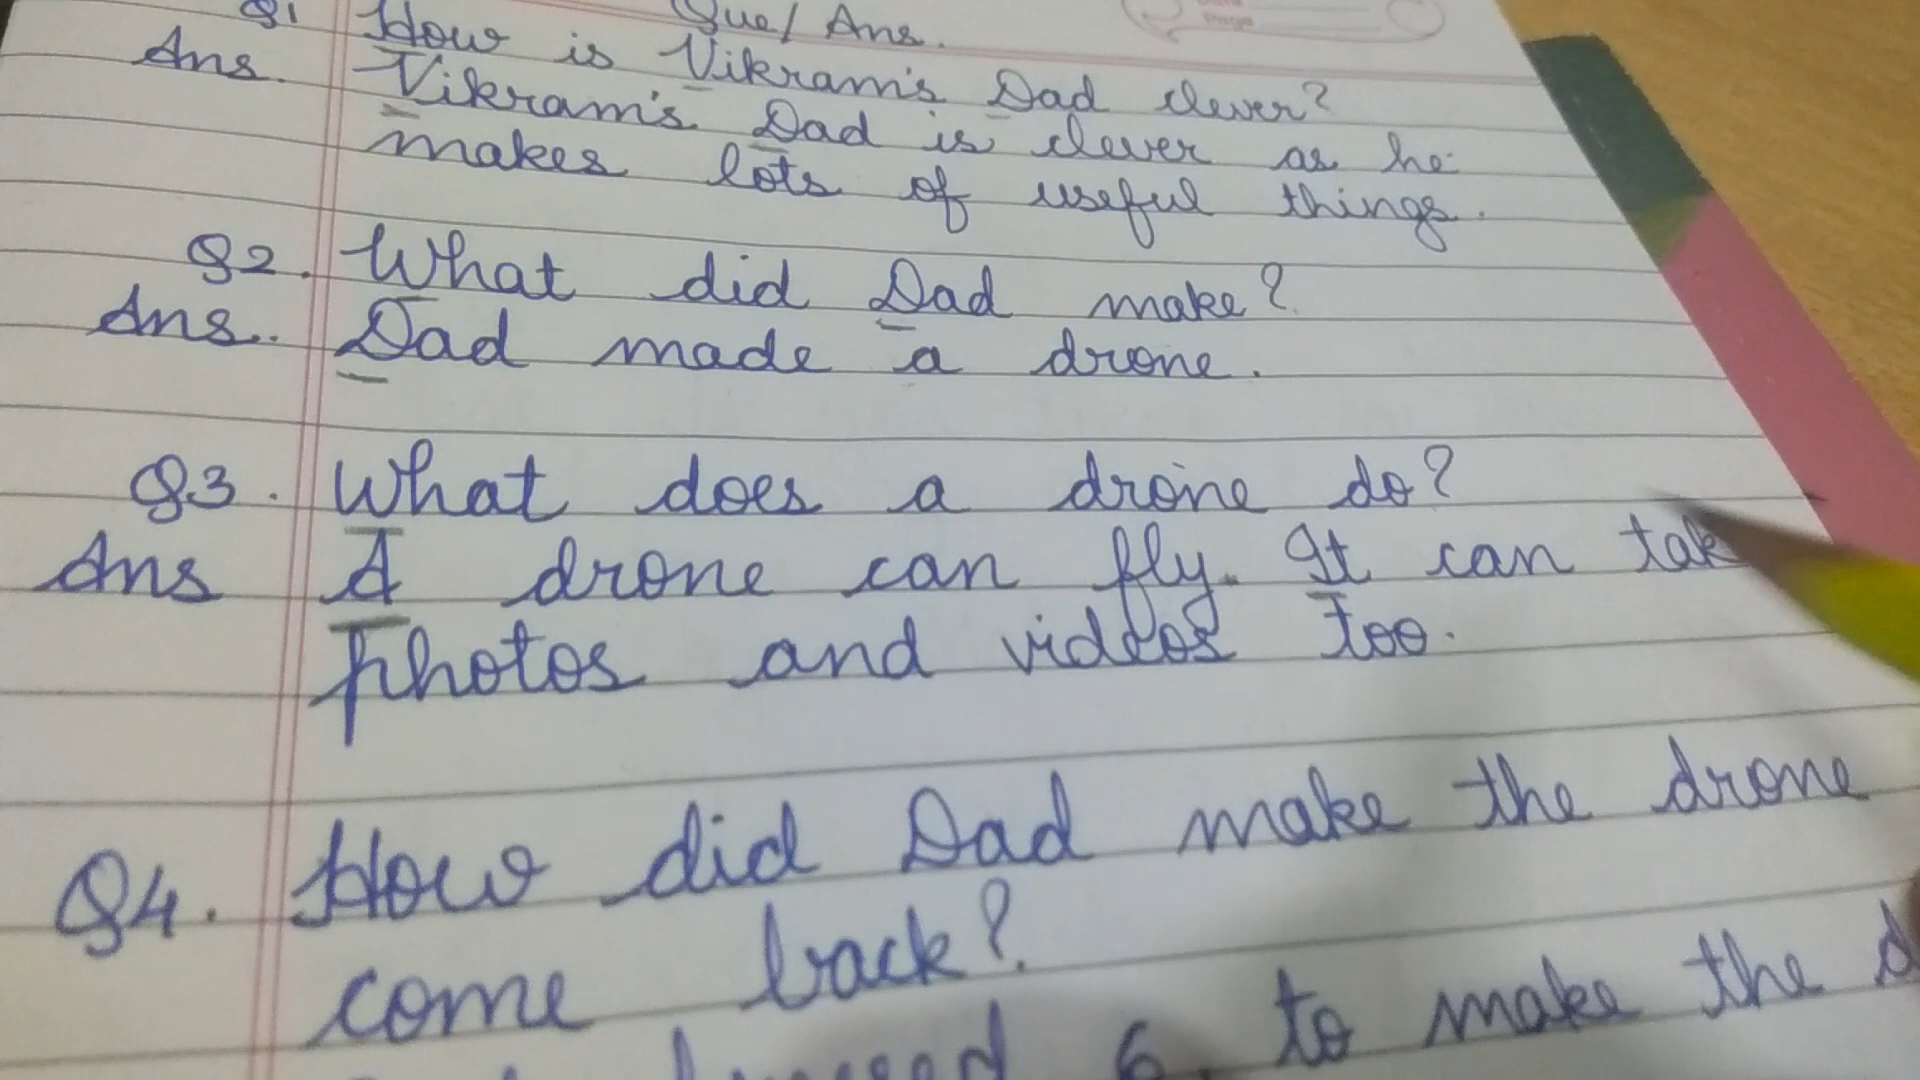 Que/Ans.
Page
Q1 How is Vikram's Dad clever?
Ans. Vikram's Dad is clever as he
makes lots of useful things.
Q2. What did Dad make?
Ans.. Dad made a drone.
Q3. What does a drone do?
Ans A drone can fly. It can tak
photos and videos too.
Q4. How did Dad make the drone
come back?
6 to make the d